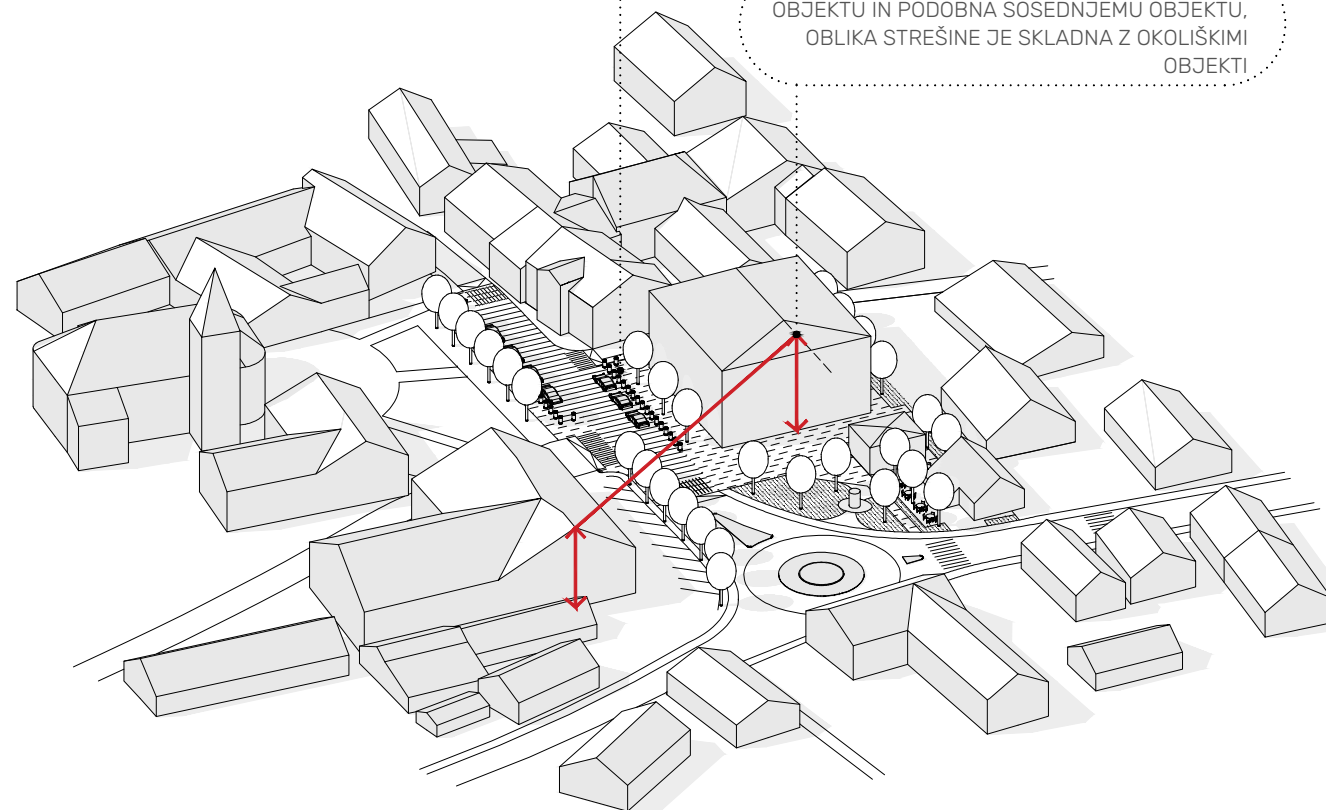 OBJEKTU IN PODOBNA SOSEDNJEMU OBJEKTU,
OBLIKA STREŠINE JE SKLADNA Z OKOLIŠKIMI
OBJEKTI